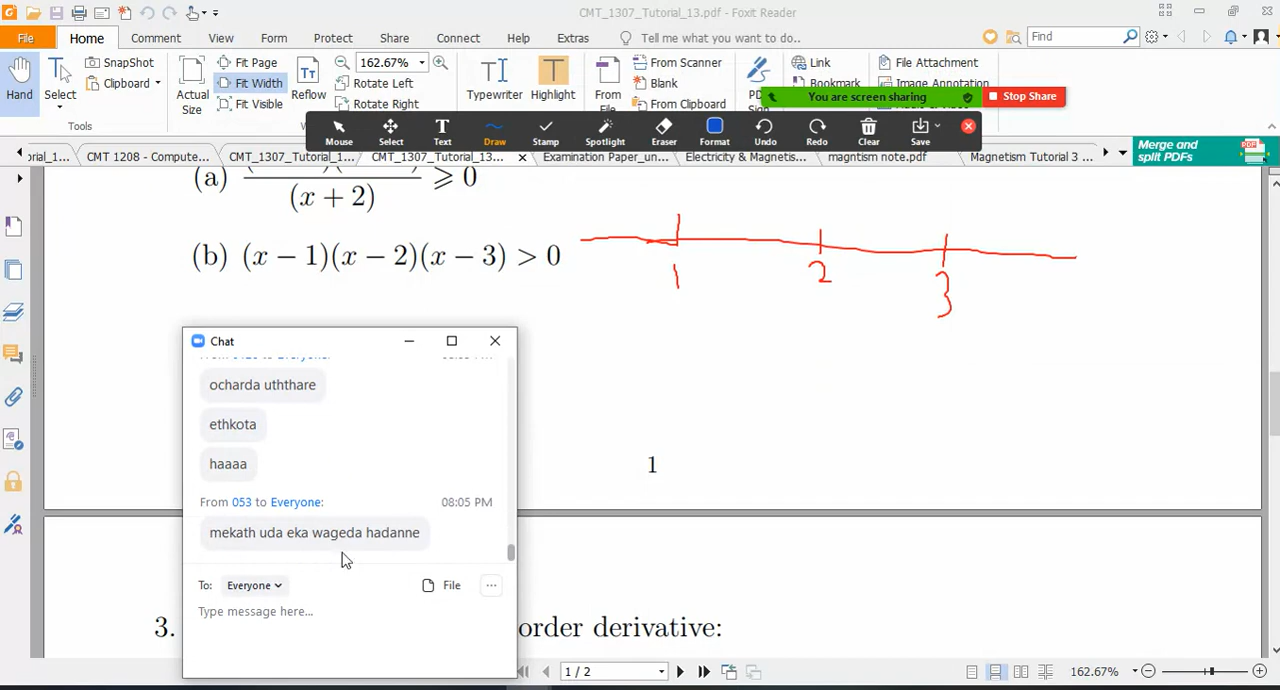 CMT_1307_Tutorial_13.pdf - Foxit Reader
File Home Comment View Form Protect Share Connect Help Extras Tell me what you want to do.. Find
Hand
Select
SnapShot
Clipboard
Tools
Actual Size
Fit Page
Fit Width
Fit Visible
Reflow
162.67%
Rotate Left
Rotate Right
Typewriter
Highlight
From File
From Scanner
Blank
From Clipboard
Link
Bookmark
File Attachment
Image Annotation
You are screen sharing Stop Share
Mouse Select Text Draw Stamp Spotlight Eraser Format Undo Redo Clear Save
Merge and split PDFs
orial_1... CMT 1208 - Compute... CMT_1307_Tutorial_1... CMT_1307_Tutorial_13... Examination Paper_un... Electricity & Magnetis... magntism note.pdf Magnetism Tutorial 3 ...
(a) (x + 2) ⩾ 0
(b) (x − 1)(x − 2)(x − 3) > 0
1 2 3
Chat
ocharda uththare
ethkota
haaaa
From 053 to Everyone: 08:05 PM
mekath uda eka wageda hadanne
To: Everyone File
Type message here...
1
3. order derivative:
1 / 2 162.67%